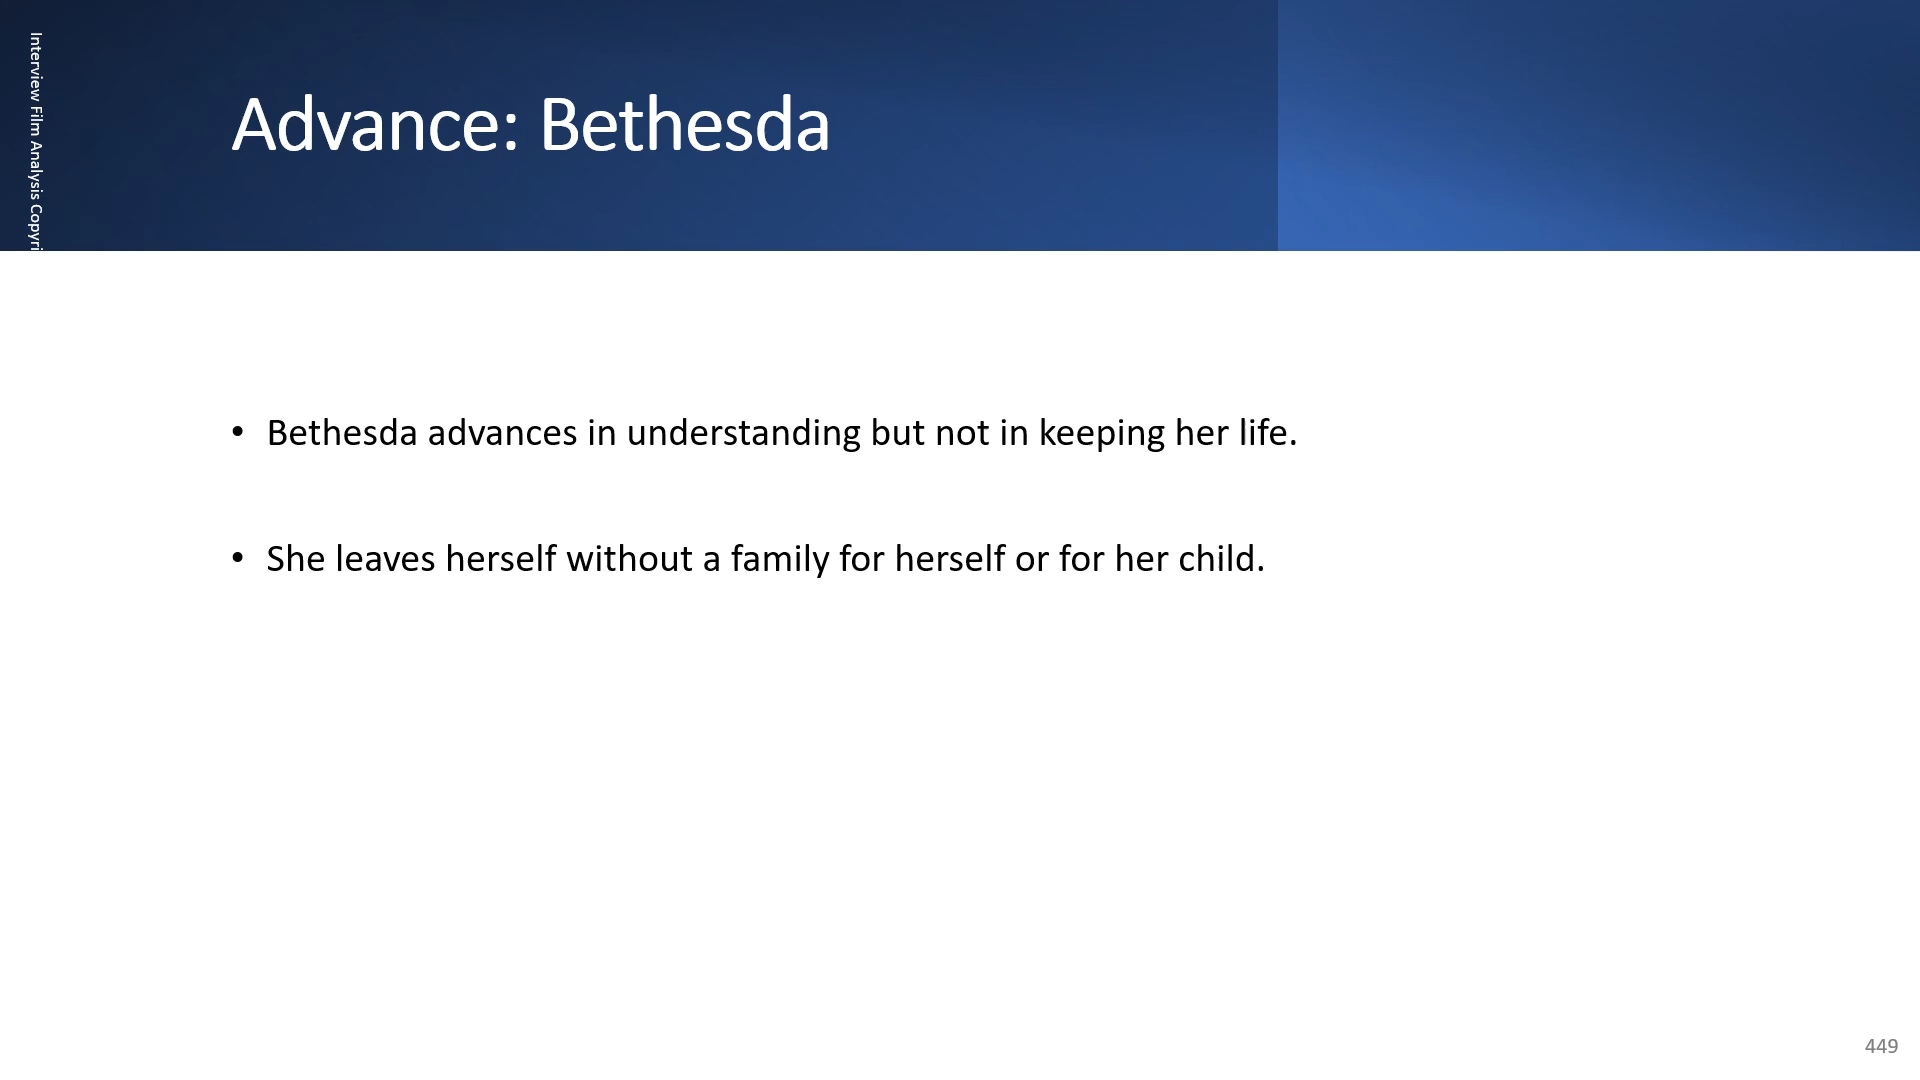 Interview Film Analysis Copyri
Advance: Bethesda
• Bethesda advances in understanding but not in keeping her life.
• She leaves herself without a family for herself or for her child.
449